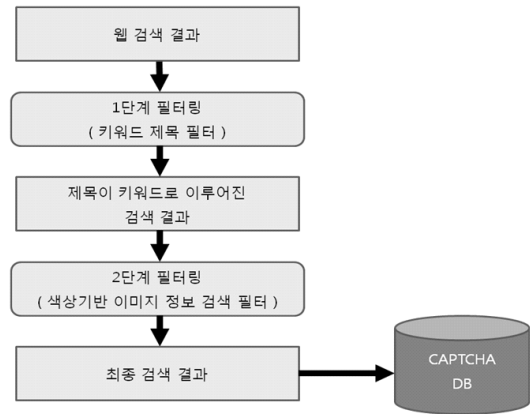 웹 검색 결과
1단계 필터링
( 키워드 제목 필터 )
제목이 키워드로 이루어진
검색 결과
2단계 필터링
( 색상기반 이미지 정보 검색 필터 )
최종 검색 결과
CAPTCHA
DB